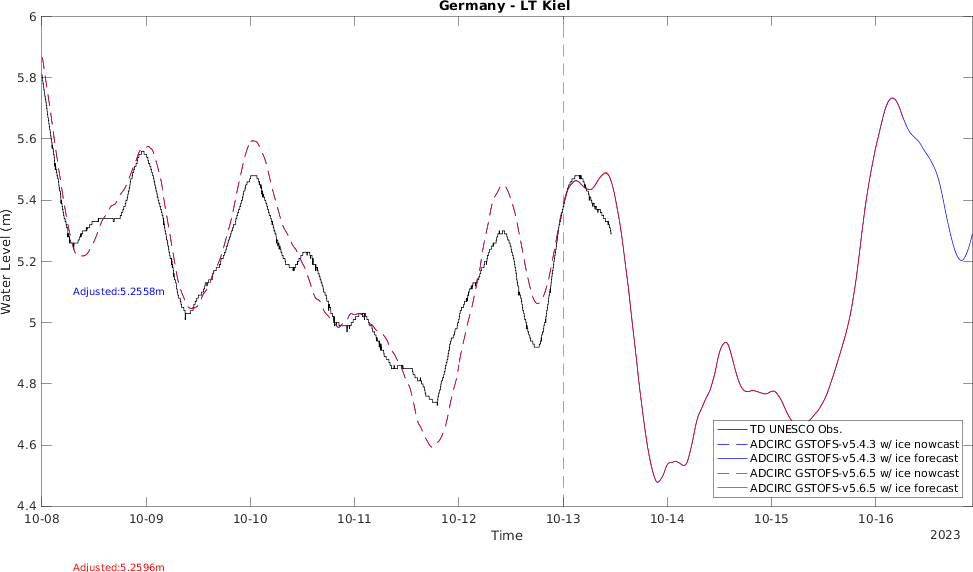 Germany - LT Kiel
6
5.8
5.6
5.4
5.2
5
4.8
4.6
4.4
Water Level (m)
Adjusted:5.2558m
TD UNESCO Obs.
ADCIRC GSTOFS-v5.4.3 w/ ice nowcast
ADCIRC GSTOFS-v5.4.3 w/ ice forecast
ADCIRC GSTOFS-v5.6.5 w/ ice nowcast
ADCIRC GSTOFS-v5.6.5 w/ ice forecast
10-08 10-09 10-10 10-11 10-12 10-13 10-14 10-15 10-16
Time
2023
Adjusted:5.2596m